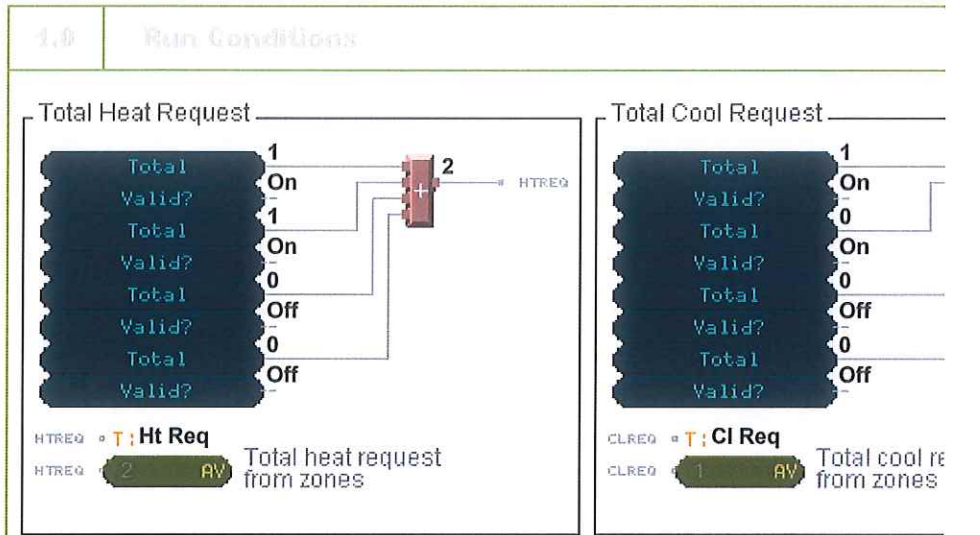 1.0 Run Conditions
Total Heat Request
Total 1
Valid? On
Total 1
Valid? On
Total 0
Valid? Off
Total 0
Valid? Off
+ 2
HTREQ
HTREQ T: Ht Req
HTREQ 2 AV
Total heat request
from zones
Total Cool Request
Total 1
Valid? On
Total 0
Valid? On
Total 0
Valid? Off
Total 0
Valid? Off
CLREQ T: Cl Req
CLREQ 1 AV
Total cool re
from zones